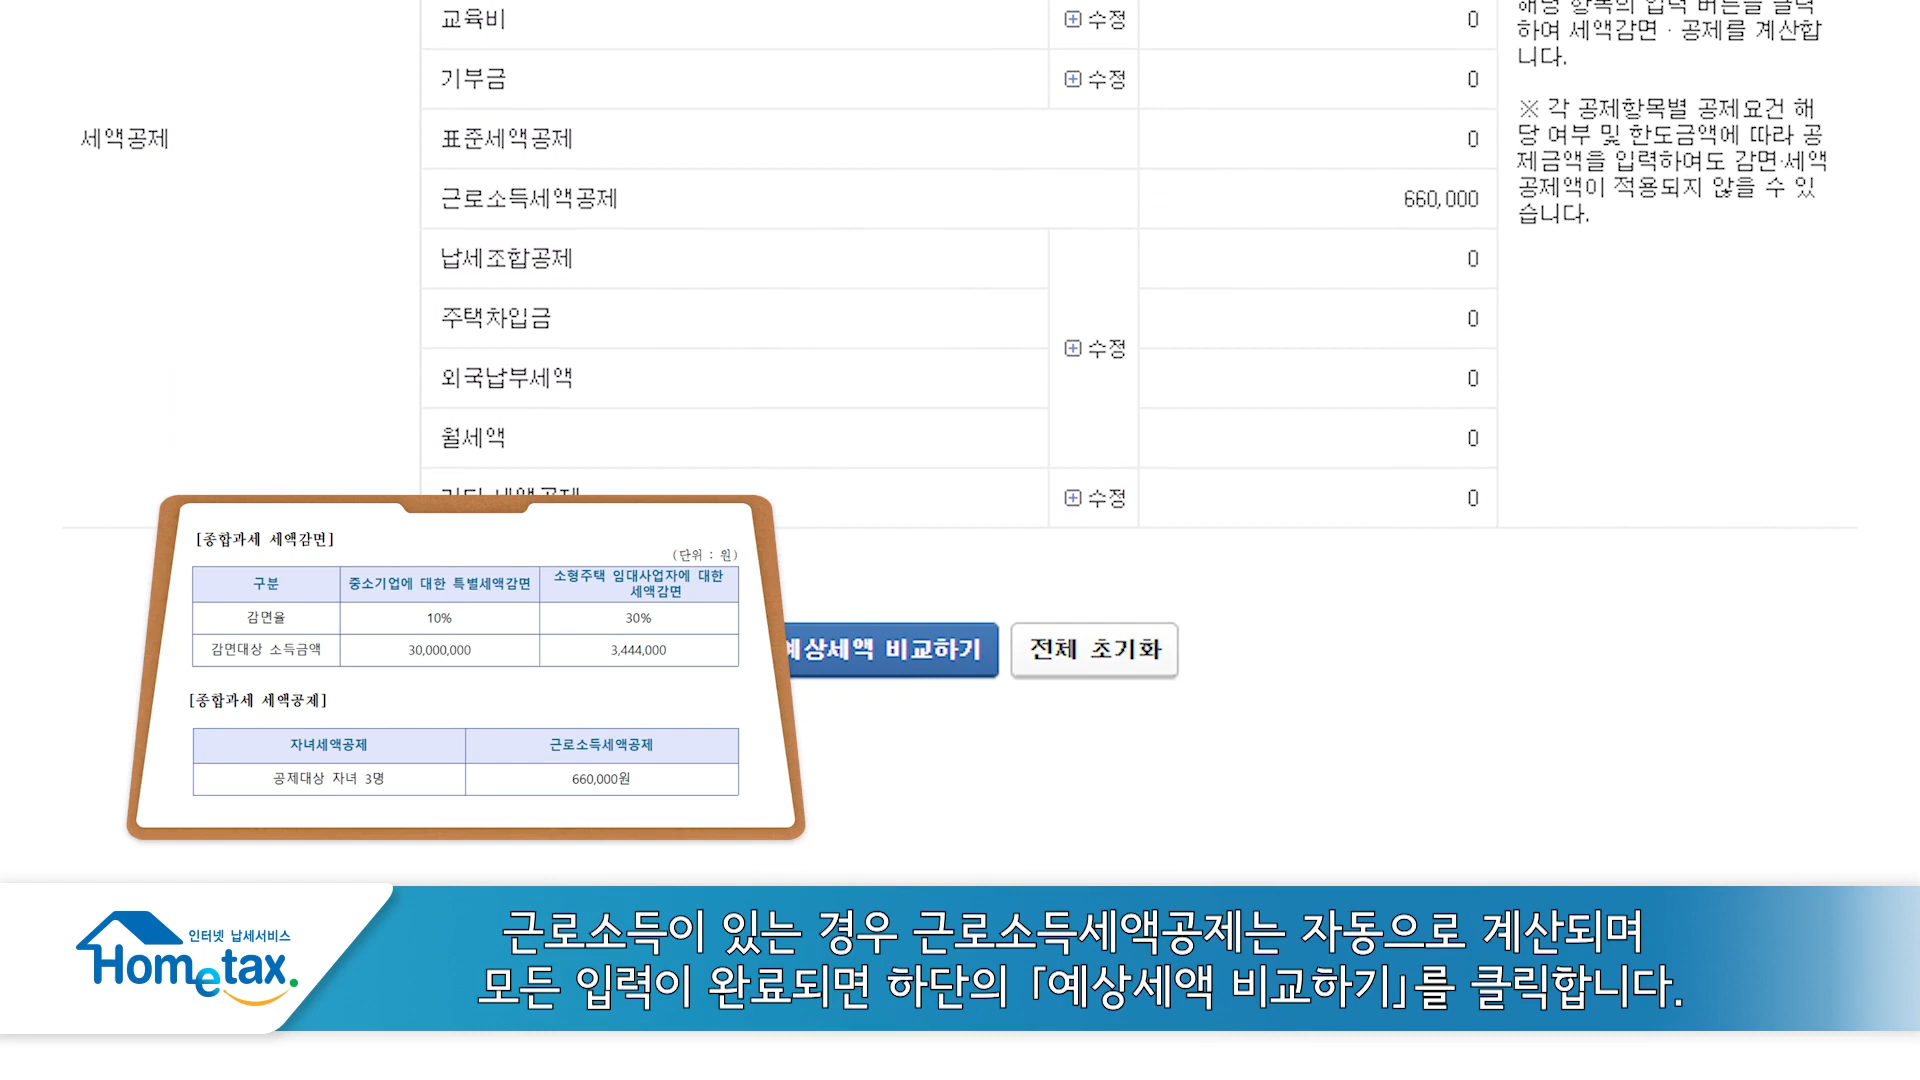 교육비 수정 0
기부금 수정 0
표준세액공제 0
세액공제
근로소득세액공제 660,000
납세조합공제 0
주택차입금 0
수정
외국납부세액 0
월세액 0
수정 0
하여 세액감면 · 공제를 계산합
니다.
※ 각 공제항목별 공제요건 해
당 여부 및 한도금액에 따라 공
제금액을 입력하여도 감면·세액
공제액이 적용되지 않을 수 있
습니다.
[종합과세 세액감면]
(단위 : 원)
구분 중소기업에 대한 특별세액감면 소형주택 임대사업자에 대한
세액감면
감면율 10% 30%
감면대상 소득금액 30,000,000 3,444,000
[종합과세 세액공제]
자녀세액공제 근로소득세액공제
공제대상 자녀 3명 660,000원
예상세액 비교하기 전체 초기화
인터넷 납세서비스
Hometax.
근로소득이 있는 경우 근로소득세액공제는 자동으로 계산되며
모든 입력이 완료되면 하단의 「예상세액 비교하기」를 클릭합니다.